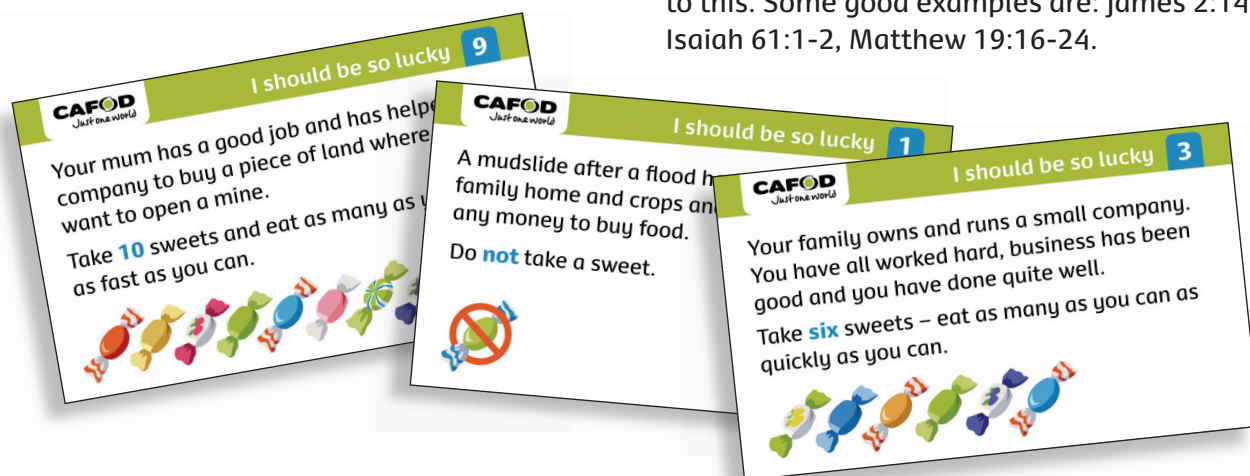 to this. Some good examples are: James 2:14
Isaiah 61:1-2, Matthew 19:16-24.
CAFOD
Just one world
I should be so lucky 9
Your mum has a good job and has
company to buy a piece of land where
want to open a mine.
Take 10 sweets and eat as many as
as fast as you can.
CAFOD
Just one world
I should be so lucky 1
A mudslide after a flood
family home and crops
any money to buy food.
Do not take a sweet.
CAFOD
Just one world
I should be so lucky 3
Your family owns and runs a small company.
You have all worked hard, business has been
good and you have done quite well.
Take six sweets – eat as many as you can as
quickly as you can.